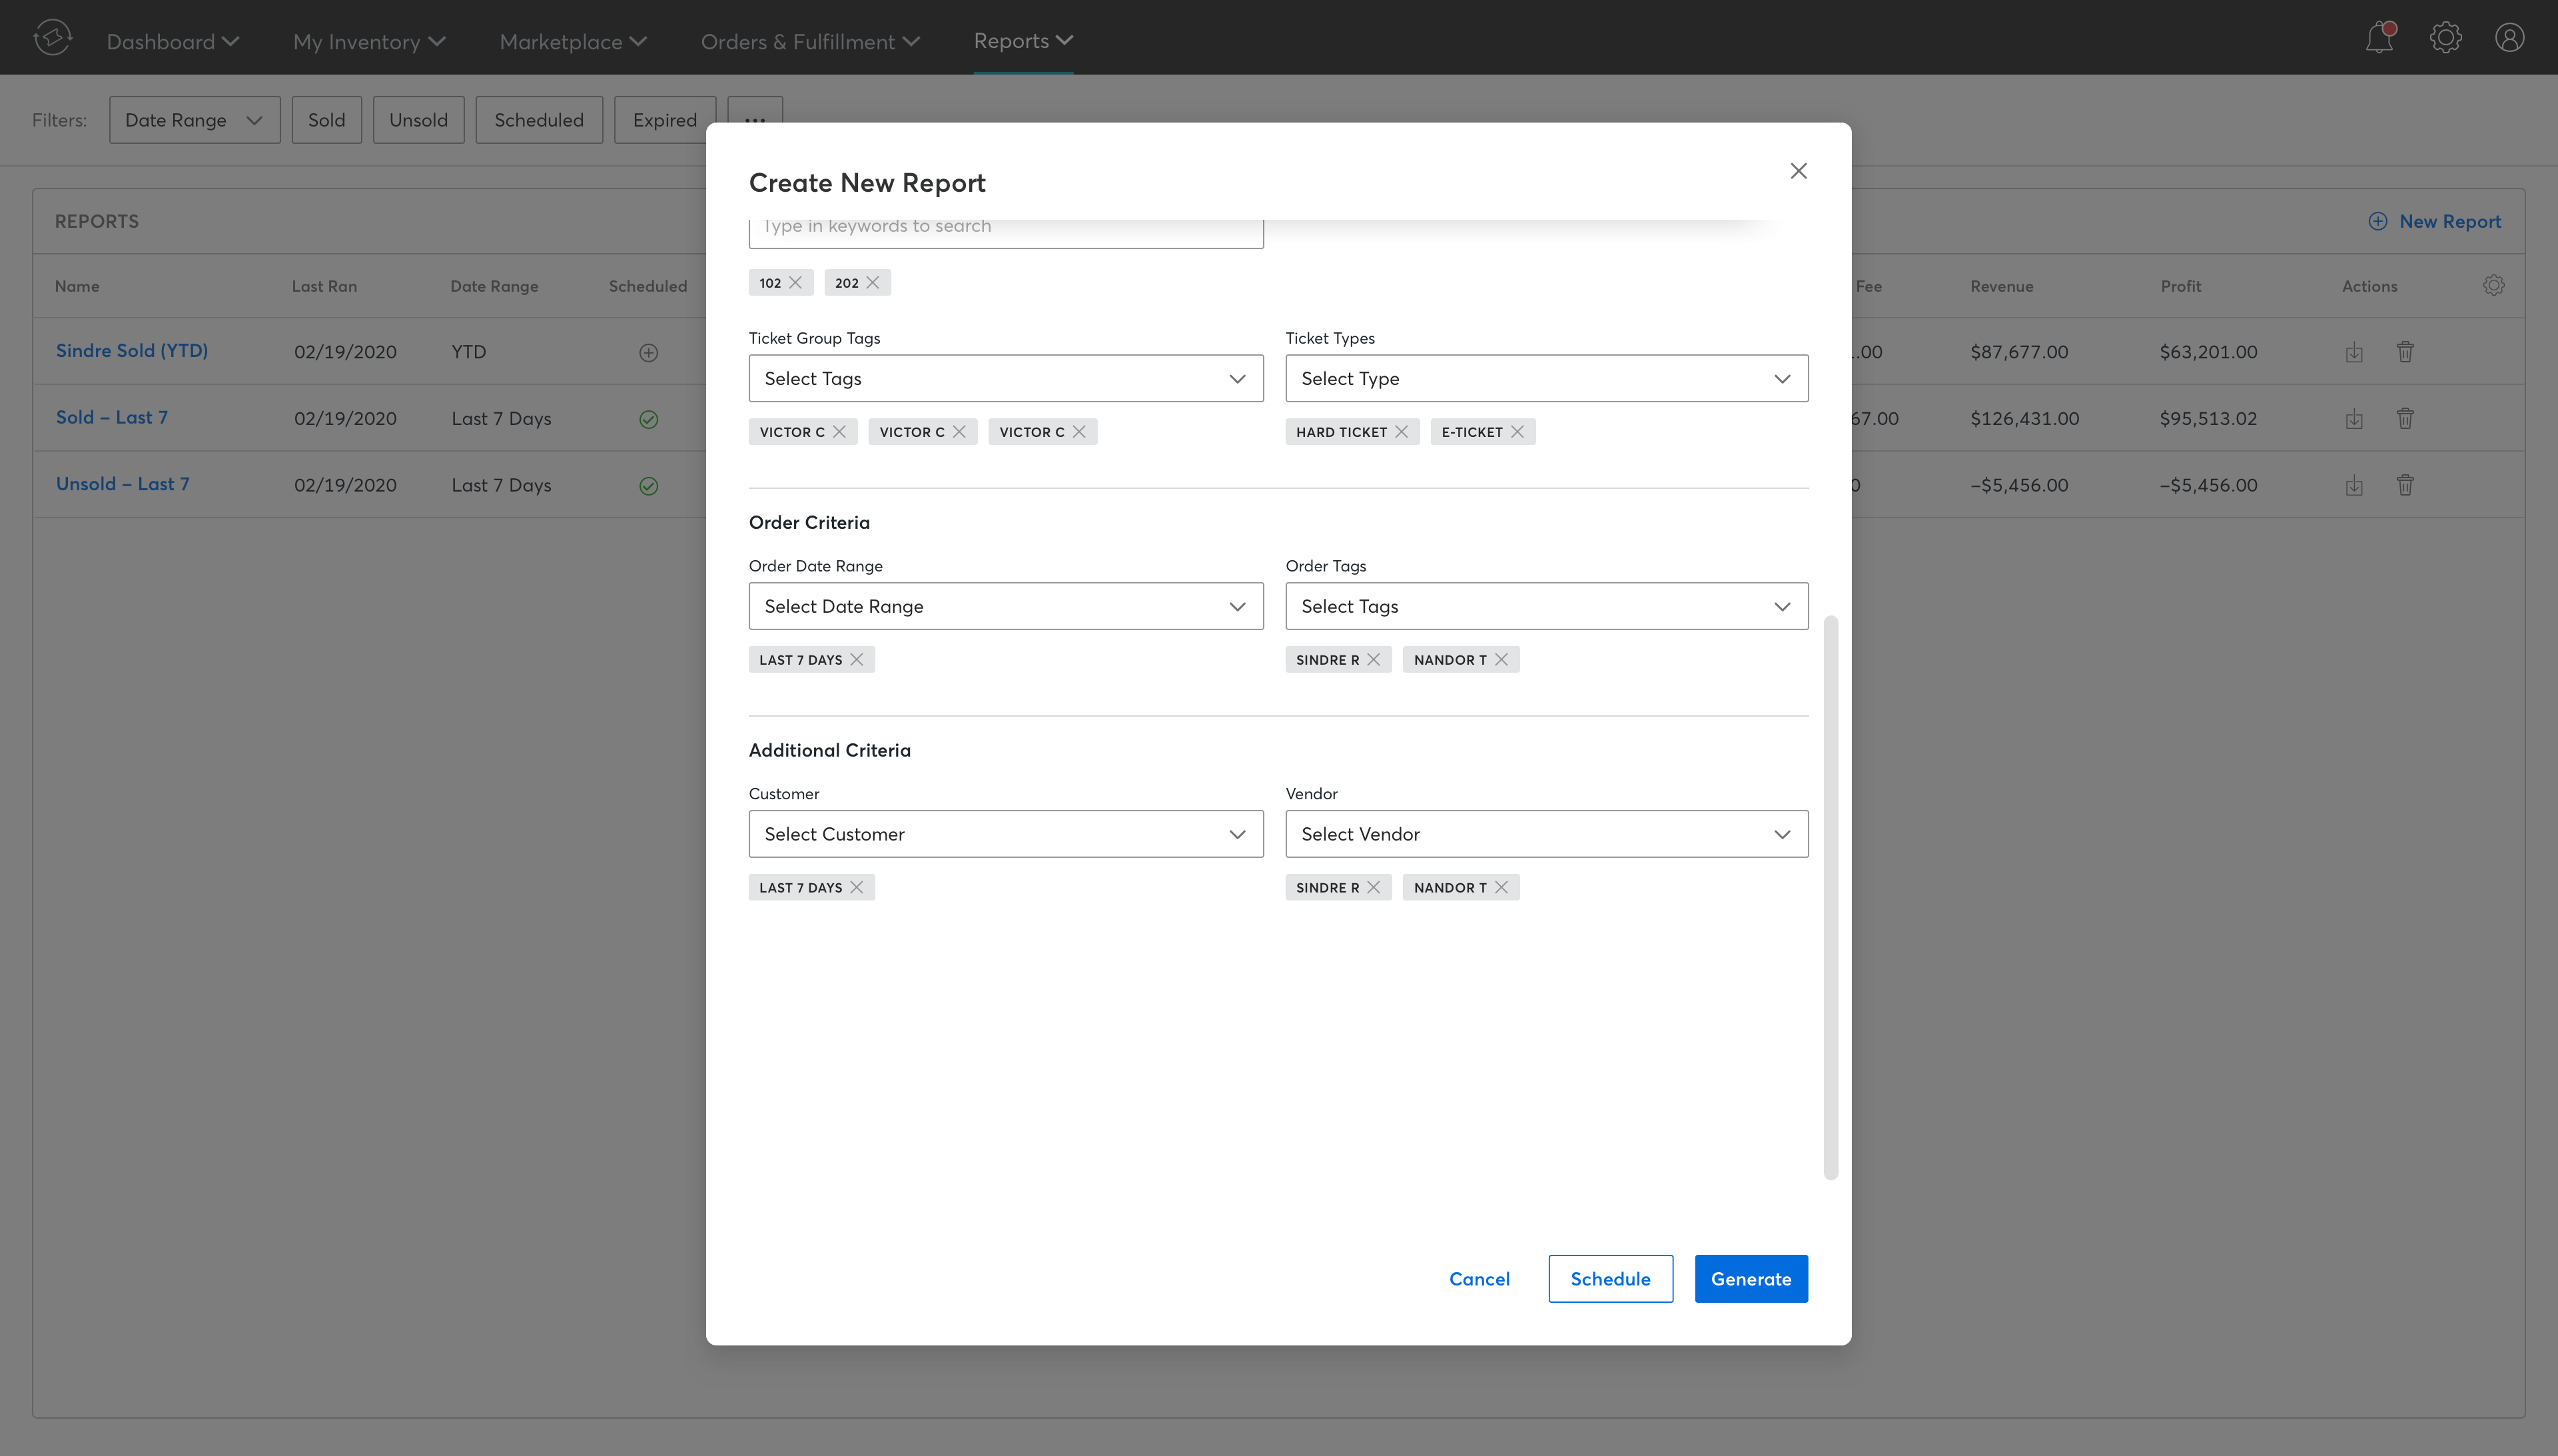 Dashboard My Inventory Marketplace Orders & Fulfillment Reports
Filters: Date Range Sold Unsold Scheduled Expired ...
Create New Report
REPORTS
New Report
Type in keywords to search
Name Last Ran Date Range Scheduled
102 202
Fee Revenue Profit Actions
Ticket Group Tags Ticket Types
Sindre Sold (YTD) 02/19/2020 YTD
.00 $87,677.00 $63,201.00
Select Tags Select Type
Sold – Last 7 02/19/2020 Last 7 Days
67.00 $126,431.00 $95,513.02
VICTOR C VICTOR C VICTOR C HARD TICKET E-TICKET
Unsold – Last 7 02/19/2020 Last 7 Days
0 –$5,456.00 –$5,456.00
Order Criteria
Order Date Range Order Tags
Select Date Range Select Tags
LAST 7 DAYS SINDRE R NANDOR T
Additional Criteria
Customer Vendor
Select Customer Select Vendor
LAST 7 DAYS SINDRE R NANDOR T
Cancel Schedule Generate